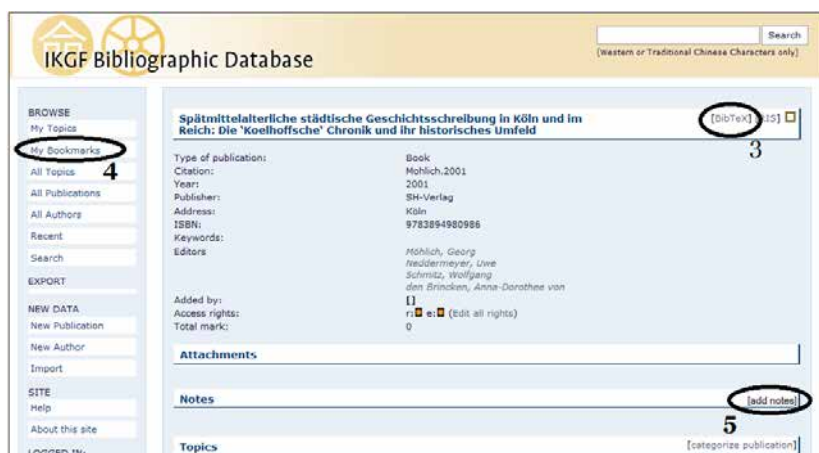 IKGF Bibliographic Database
Search
(Western or Traditional Chinese Characters only)
BROWSE
My Topics
My Bookmarks
4
All Topics
All Publications
All Authors
Recent
Search
EXPORT
NEW DATA
New Publication
New Author
Import
SITE
Help
About this site
LOGGED IN:
Spätmittelalterliche städtische Geschichtsschreibung in Köln und im
Reich: Die 'Koelhoffsche' Chronik und ihr historisches Umfeld
[BibTeX] [RIS]
3
Type of publication: Book
Citation: Mohlich.2001
Year: 2001
Publisher: SH-Verlag
Address: Köln
ISBN: 9783894980986
Keywords:
Editors Möhlich, Georg
Neddermeyer, Uwe
Schmitz, Wolfgang
den Brincken, Anna-Dorothee von
Added by: []
Access rights: r: e: (Edit all rights)
Total mark: 0
Attachments
Notes [add notes]
5
Topics [categorize publication]